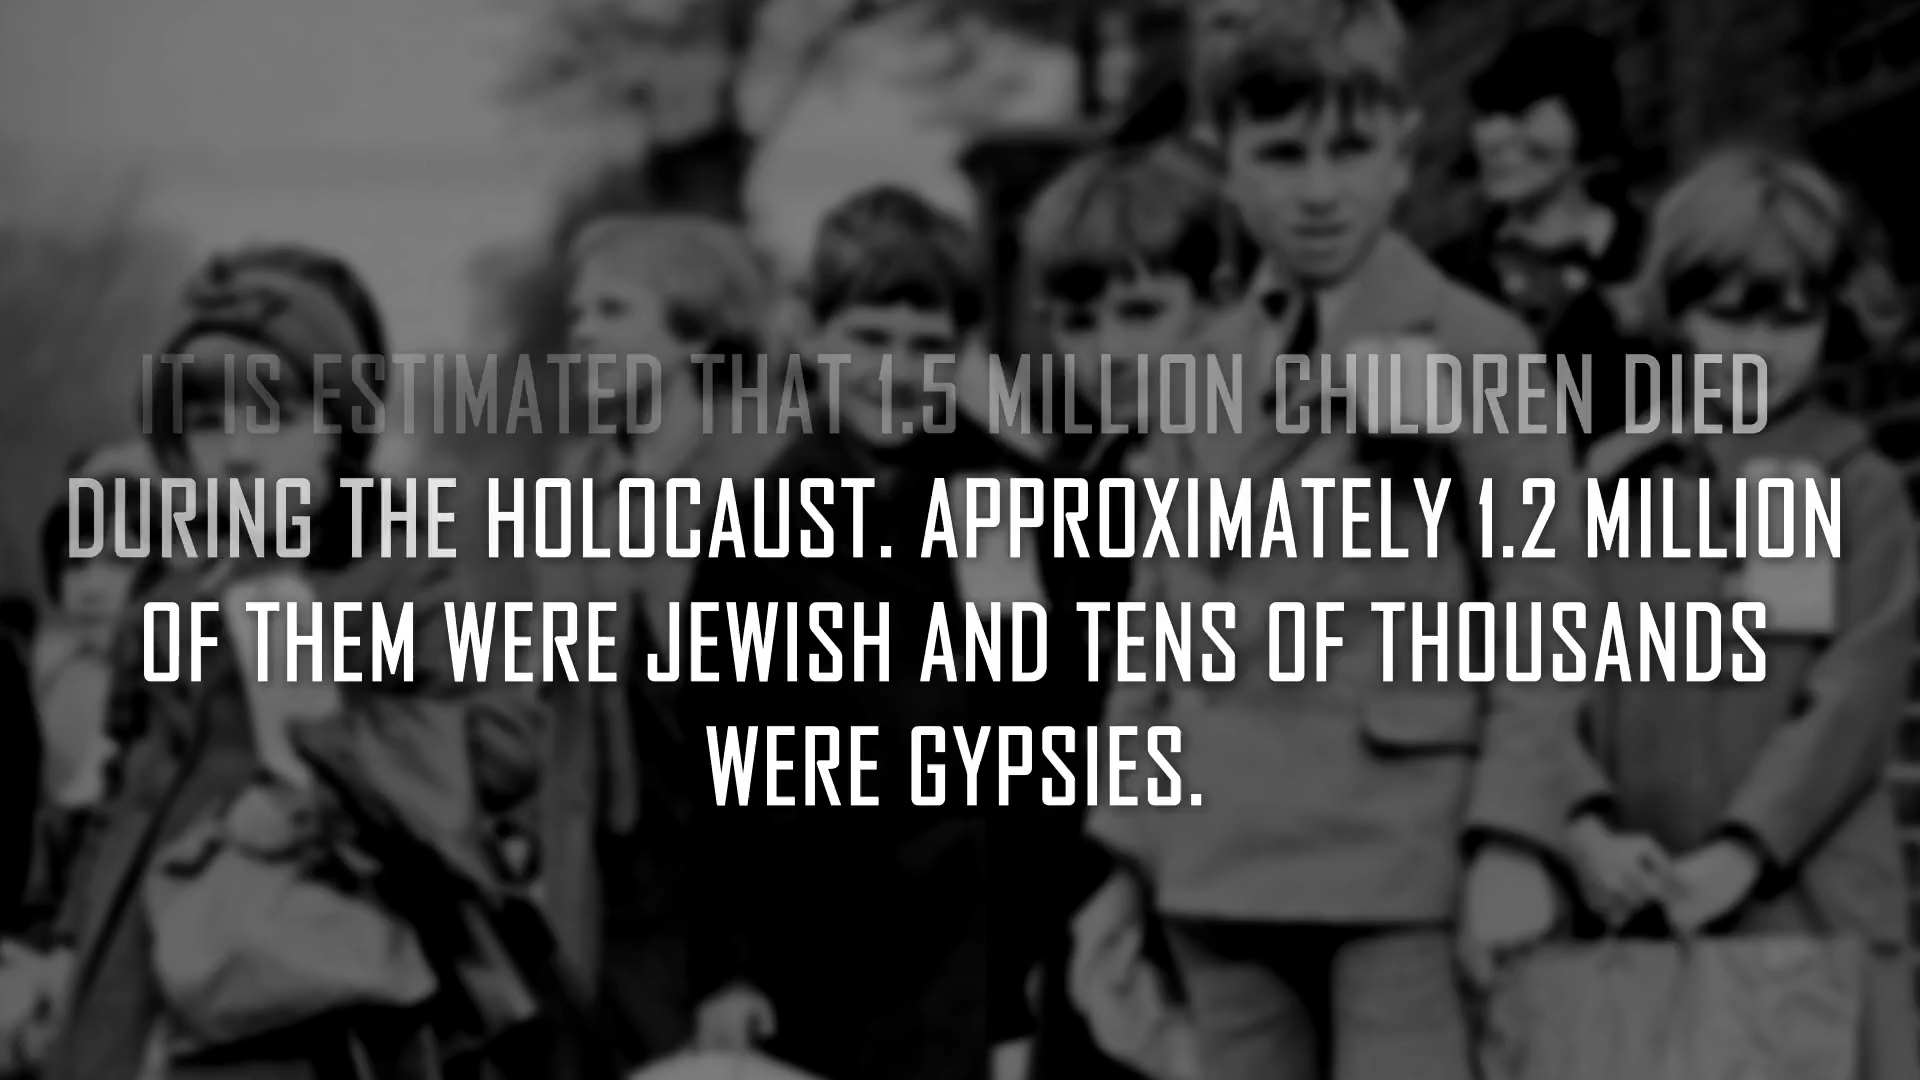 IT IS ESTIMATED THAT 1.5 MILLION CHILDREN DIED
DURING THE HOLOCAUST. APPROXIMATELY 1.2 MILLION
OF THEM WERE JEWISH AND TENS OF THOUSANDS
WERE GYPSIES.